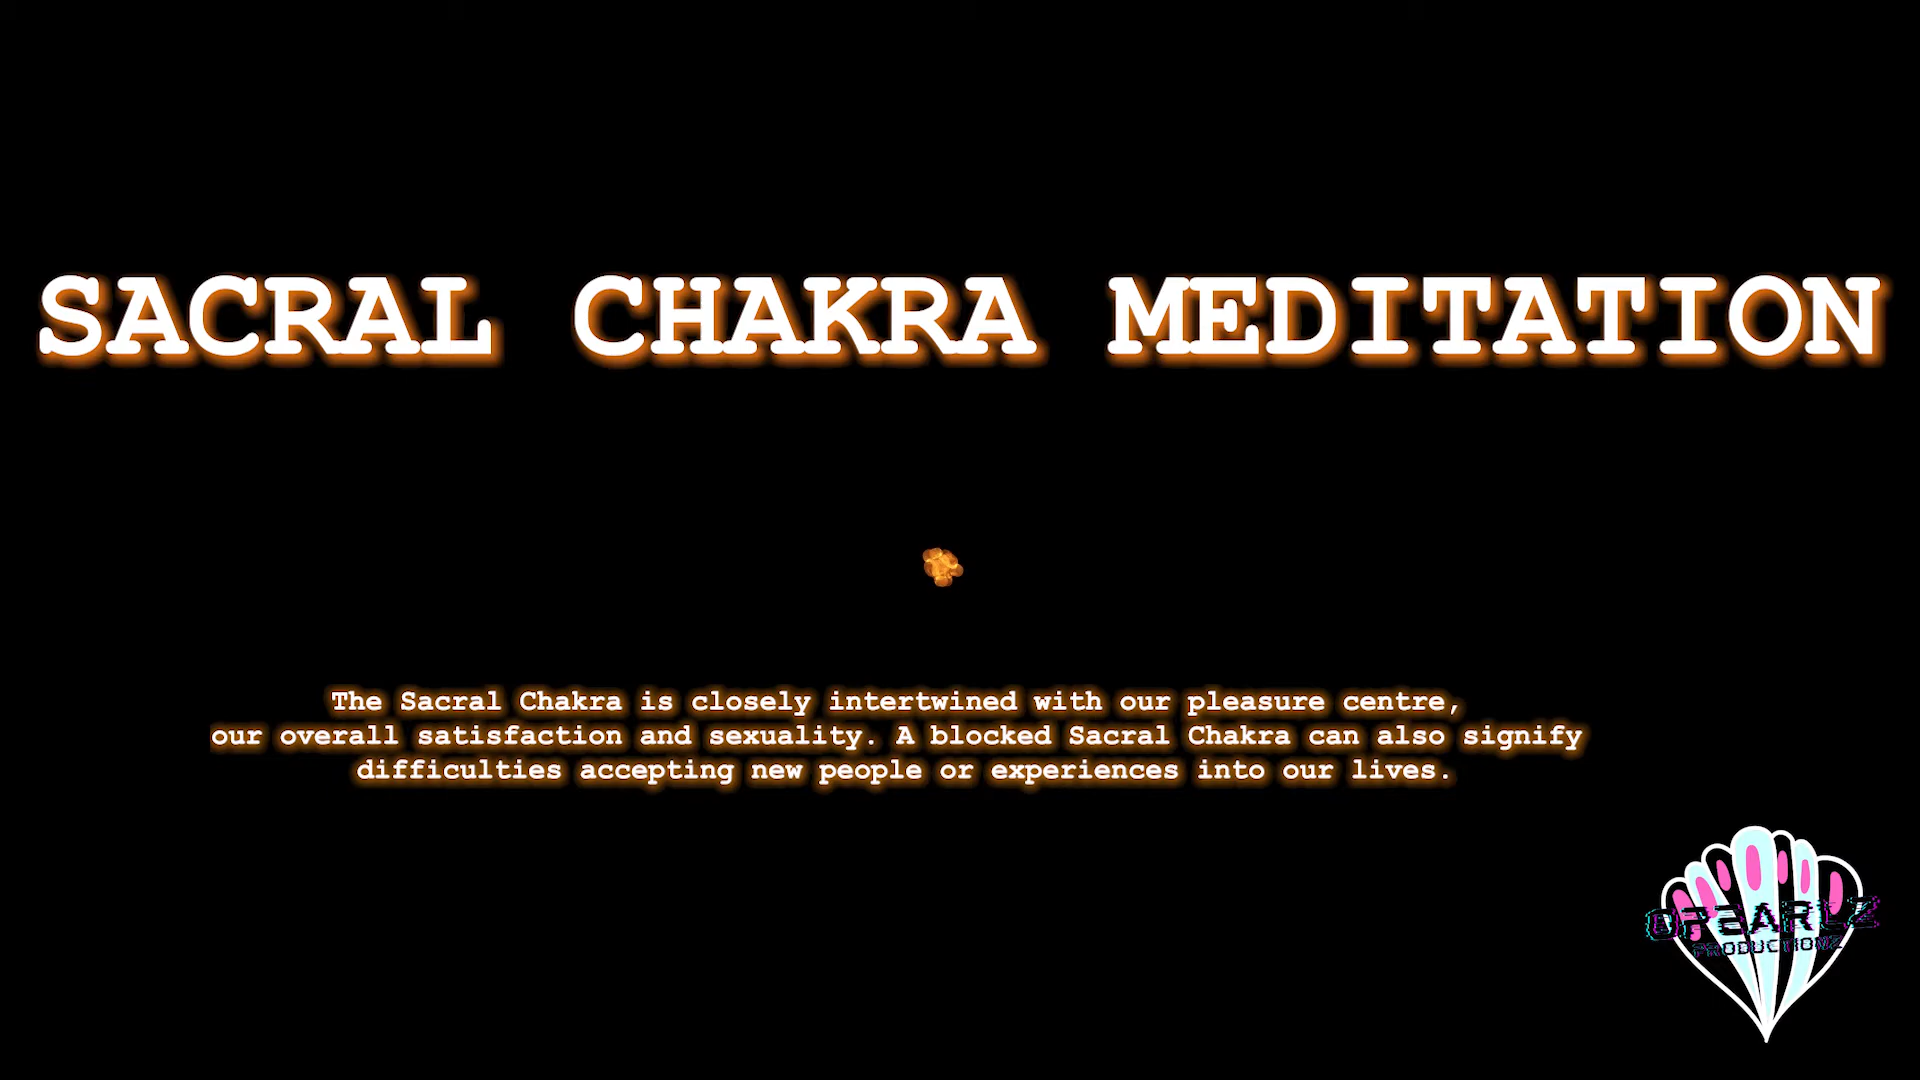 SACRAL CHAKRA MEDITATION
The Sacral Chakra is closely intertwined with our pleasure centre,
our overall satisfaction and sexuality. A blocked Sacral Chakra can also signify
difficulties accepting new people or experiences into our lives.
PRODUCTIONZ